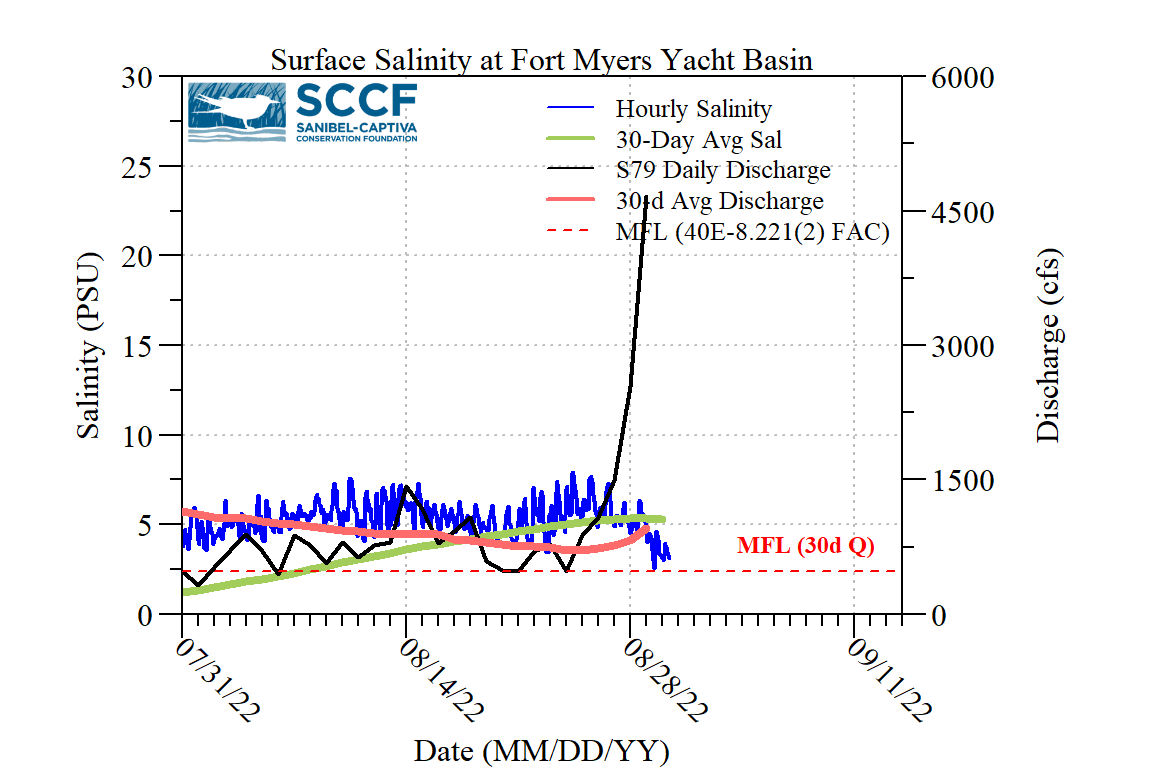 Surface Salinity at Fort Myers Yacht Basin
SCCF
SANIBEL-CAPTIVA
CONSERVATION FOUNDATION
Hourly Salinity
30-Day Avg Sal
S79 Daily Discharge
30-d Avg Discharge
MFL (40E-8.221(2) FAC)
30
25
20
15
10
5
0
Salinity (PSU)
6000
4500
3000
1500
0
Discharge (cfs)
MFL (30d Q)
07/31/22
08/14/22
08/28/22
09/11/22
Date (MM/DD/YY)